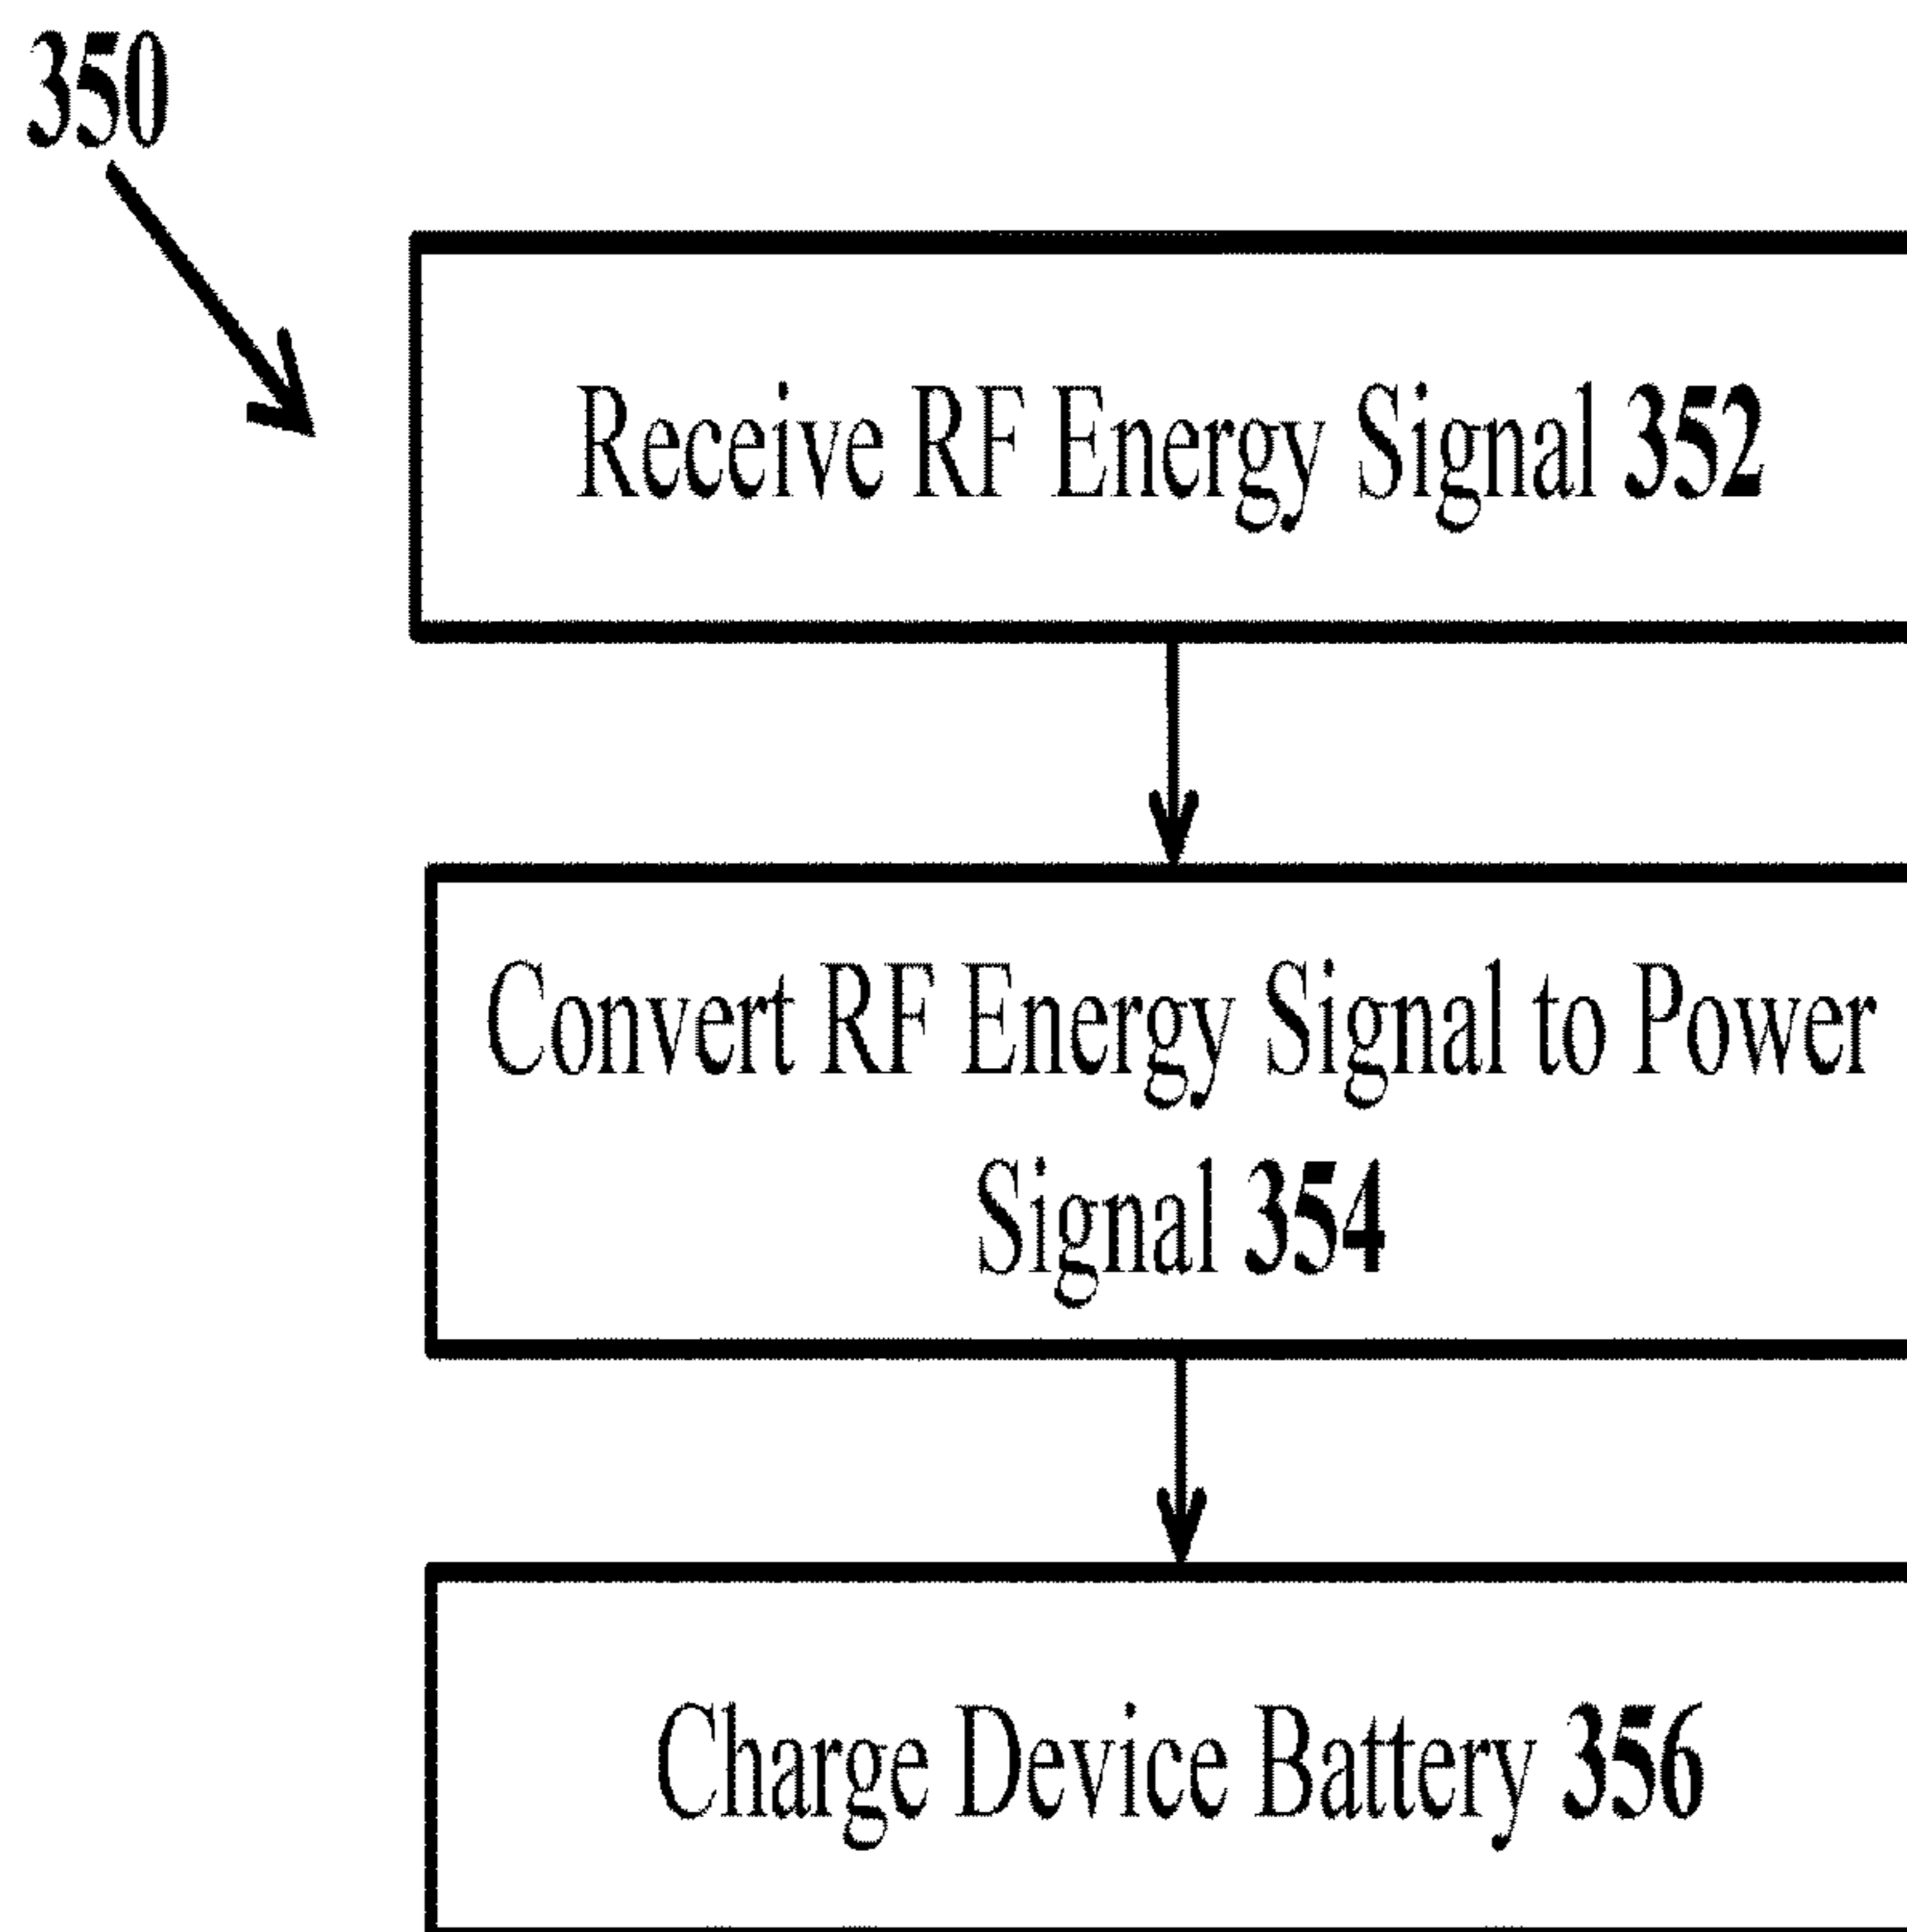 350
Receive RF Energy Signal 352
Convert RF Energy Signal to Power
Signal 354
Charge Device Battery 356